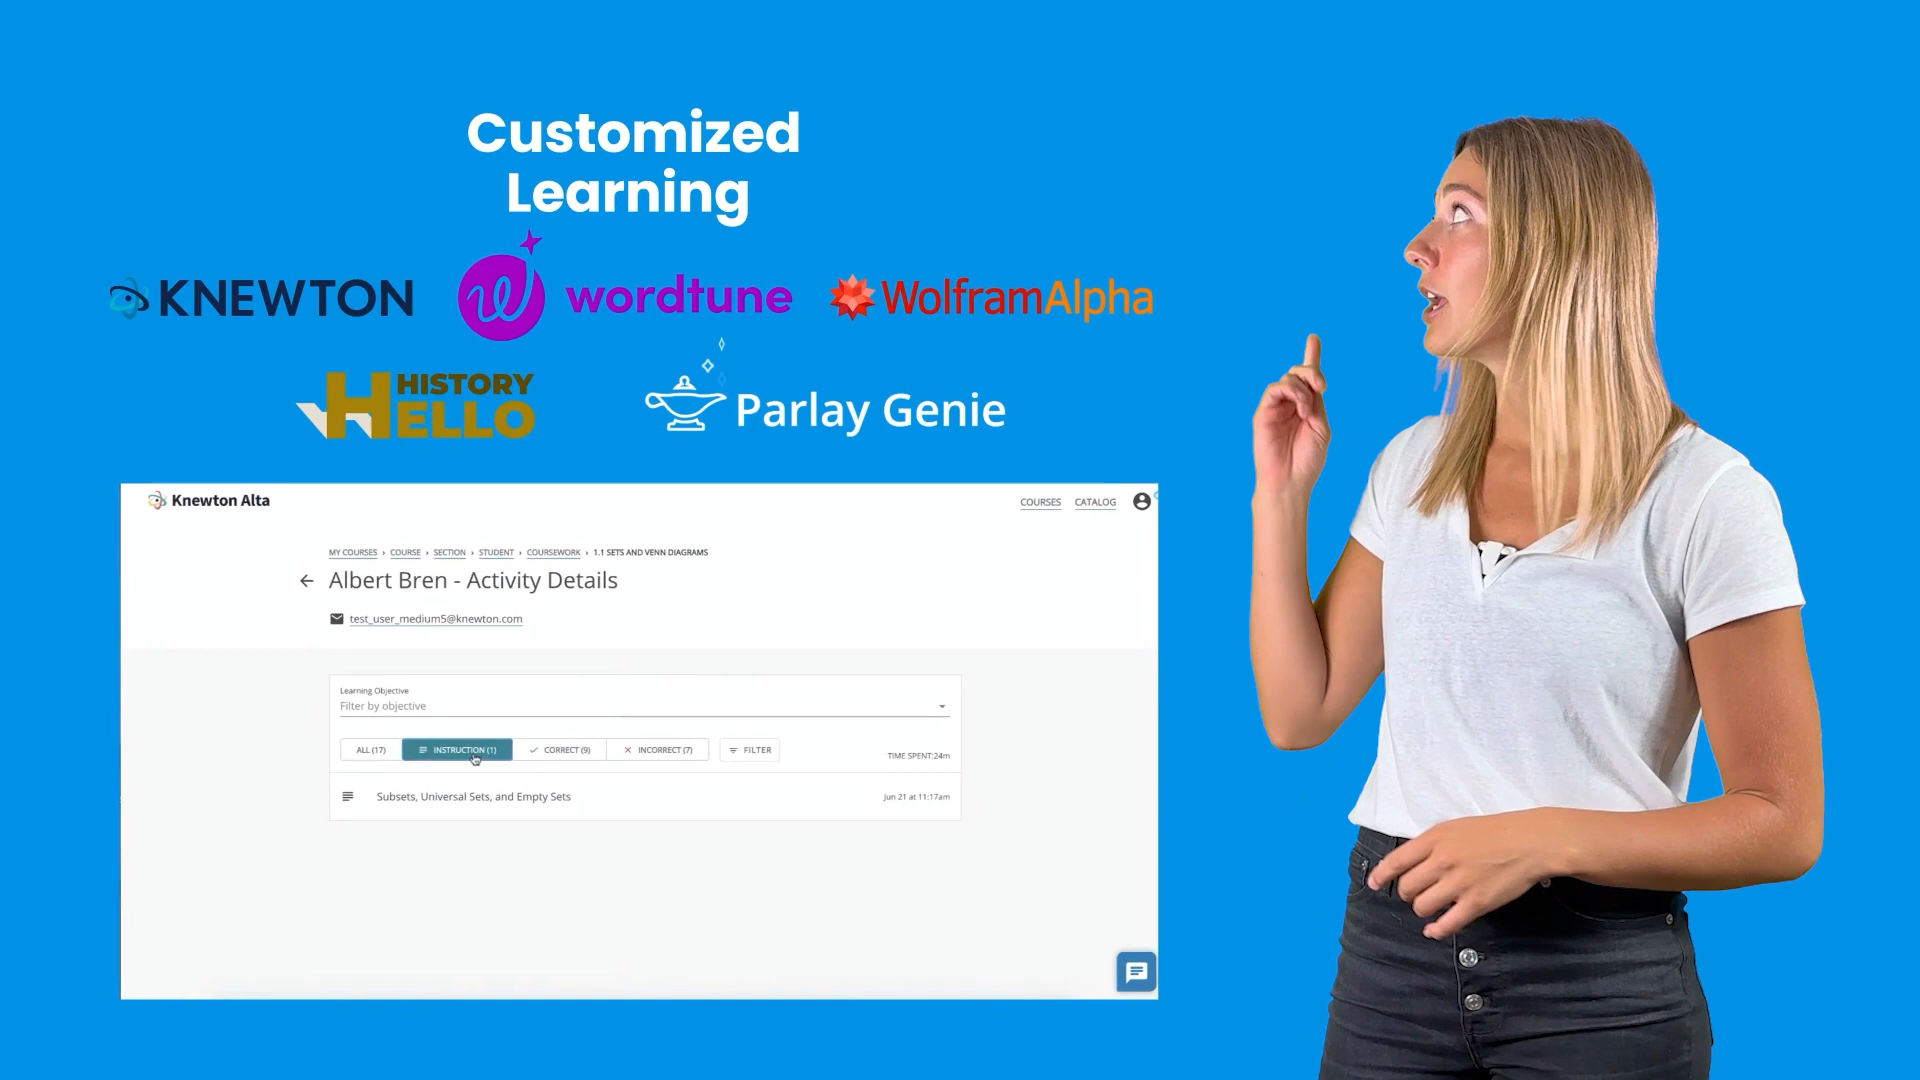 Customized
Learning
KNEWTON
wordtune
WolframAlpha
HISTORY
HELLO
Parlay Genie
Knewton Alta
COURSES
CATALOG
MY COURSES › COURSE › SECTION › STUDENT › COURSEWORK › 1.1 SETS AND VENN DIAGRAMS
Albert Bren - Activity Details
test_user_medium5@knewton.com
Learning Objective
Filter by objective
ALL (17)
INSTRUCTION (1)
CORRECT (9)
INCORRECT (7)
FILTER
TIME SPENT:24m
Subsets, Universal Sets, and Empty Sets
Jun 21 at 11:17am